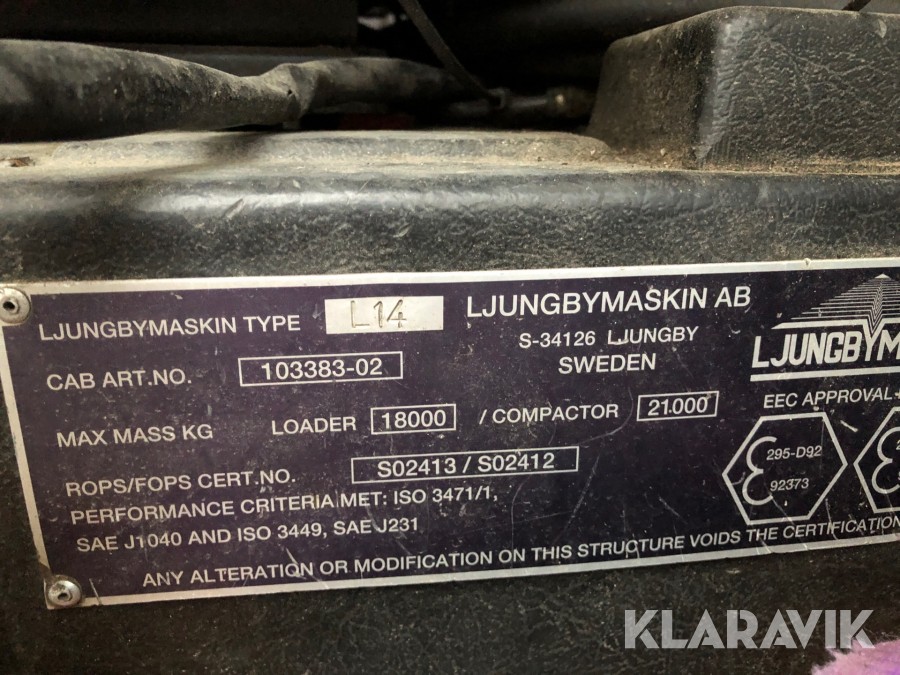 LJUNGBYMASKIN TYPE L14
LJUNGBYMASKIN AB
S-34126 LJUNGBY
SWEDEN
CAB ART.NO. 103383-02
MAX MASS KG LOADER 18000 / COMPACTOR 21000
ROPS/FOPS CERT.NO. S02413 / S02412
PERFORMANCE CRITERIA MET: ISO 3471/1,
SAE J1040 AND ISO 3449, SAE J231
LJUNGBYM
EEC APPROVAL
295-D92
92373
ANY ALTERATION OR MODIFICATION ON THIS STRUCTURE VOIDS THE CERTIFICATION
KLARAVIK